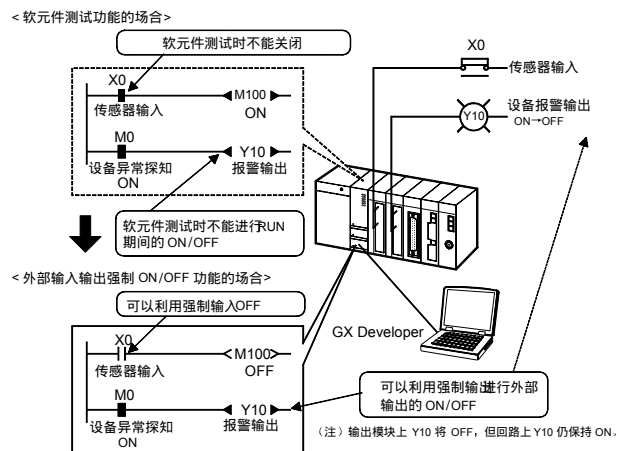 ＜软元件测试功能的场合＞
软元件测试时不能关闭
X0
传感器输入
M100
ON
M0
设备异常探知
ON
Y10
报警输出
软元件测试时不能进行RUN
期间的 ON/OFF
X0
传感器输入
Y10
设备报警输出
ON→OFF
＜外部输入输出强制 ON/OFF 功能的场合＞
可以利用强制输入OFF
X0
传感器输入
M100
OFF
M0
设备异常探知
ON
Y10
报警输出
GX Developer
可以利用强制输出进行外部
输出的 ON/OFF
（注）输出模块上 Y10 将 OFF，但回路上 Y10 仍保持 ON。